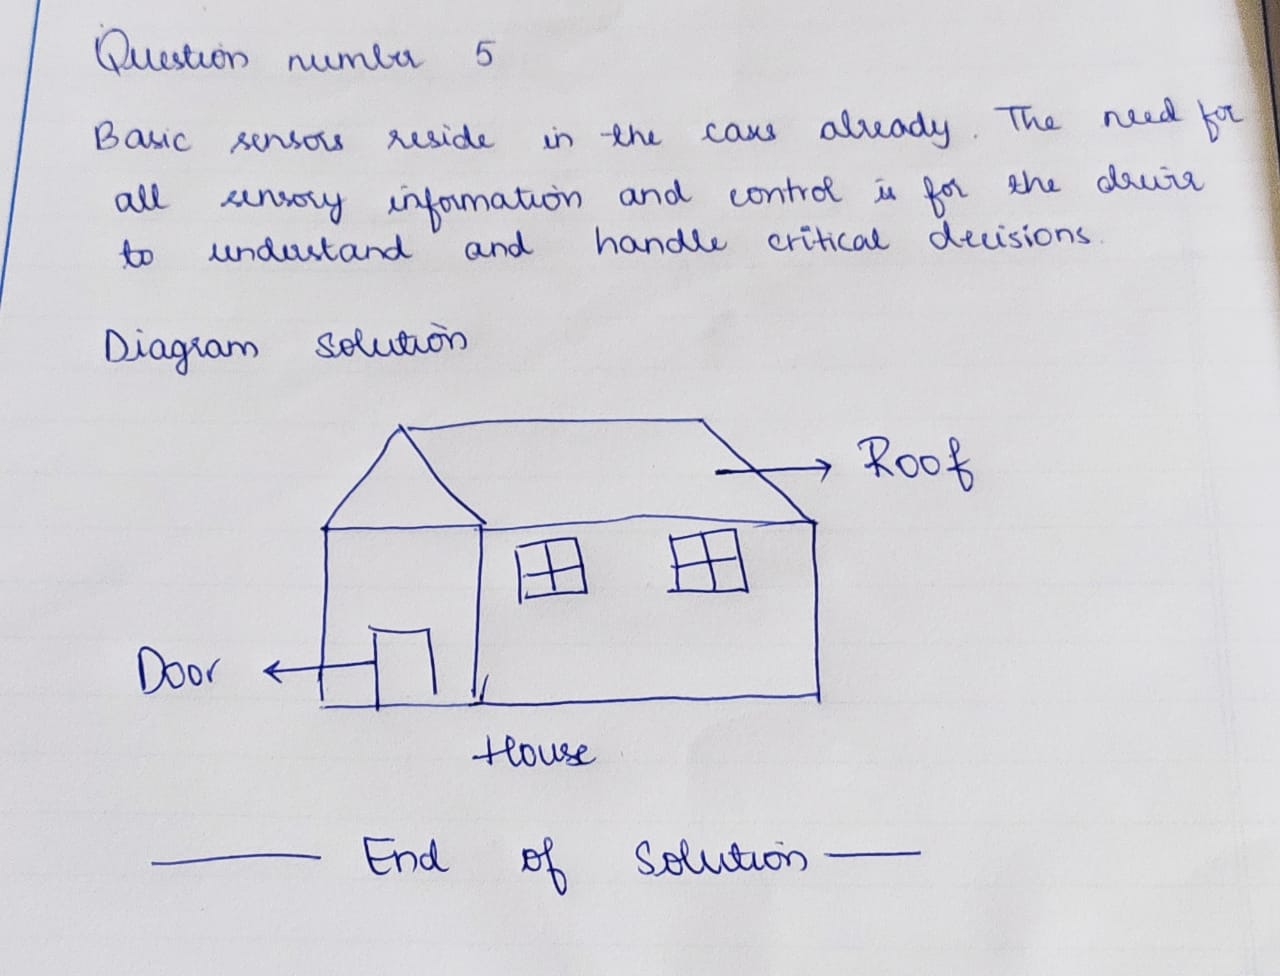 Question number 5
Basic sensors reside in the cars already. The need for
all sensory information and control is for the driver
to understand and handle critical decisions.
Diagram solution
Roof
Door
House
End of solution